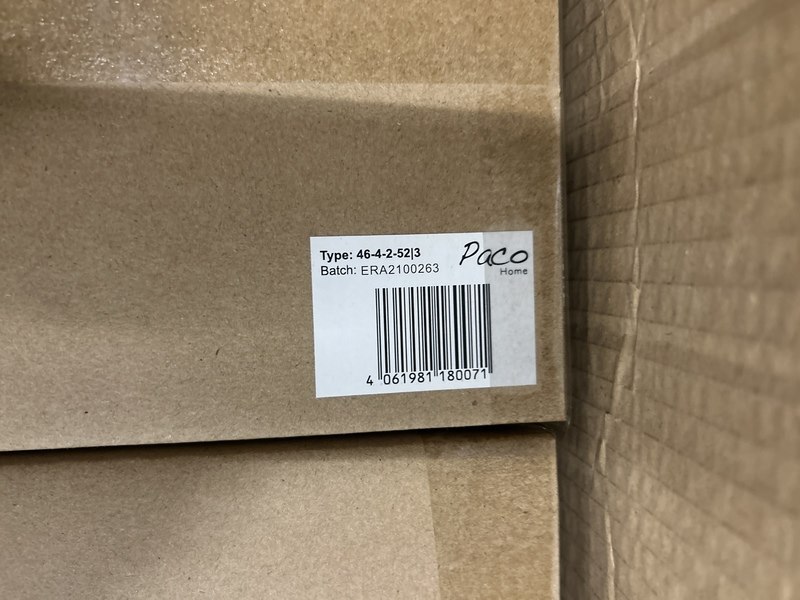 Type: 46-4-2-52|3
Batch: ERA2100263
Paco
Home
4 061981 180071